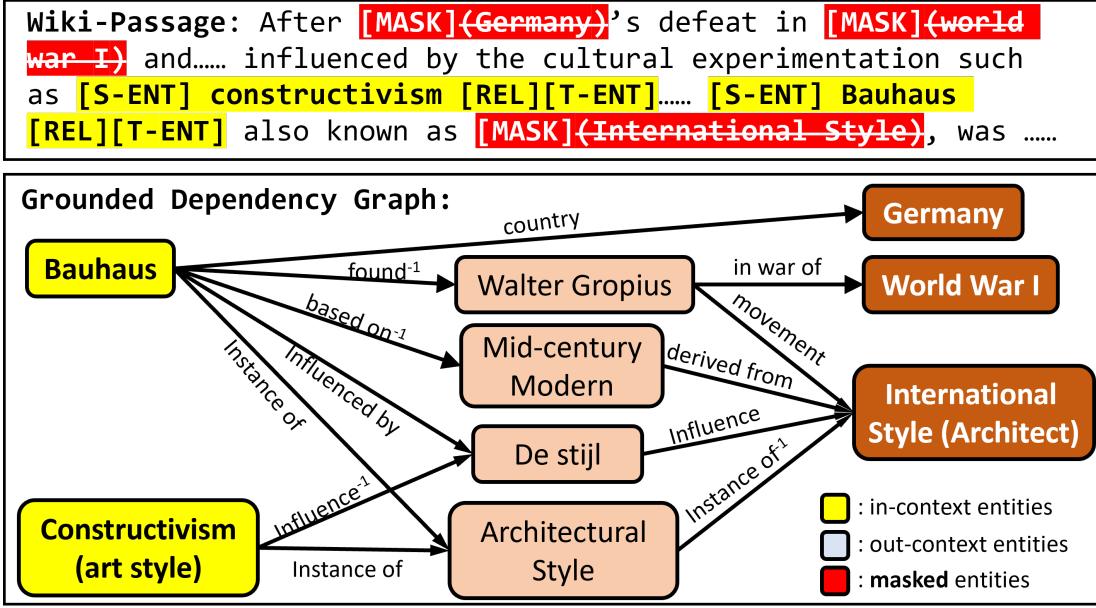 Wiki-Passage: After [MASK](Germany)’s defeat in [MASK](world
war I) and…… influenced by the cultural experimentation such
as [S-ENT] constructivism [REL][T-ENT]…… [S-ENT] Bauhaus
[REL][T-ENT] also known as [MASK](International Style), was ……
Grounded Dependency Graph:
Germany
country
Bauhaus
found-1
Walter Gropius
in war of
World War I
based on-1
movement
Mid-century
Modern
derived from
Instance of
Influenced by
International
Style (Architect)
De stijl
Influence
Influence-1
Instance of-1
Constructivism
(art style)
Instance of
Architectural
Style
: in-context entities
: out-context entities
: masked entities